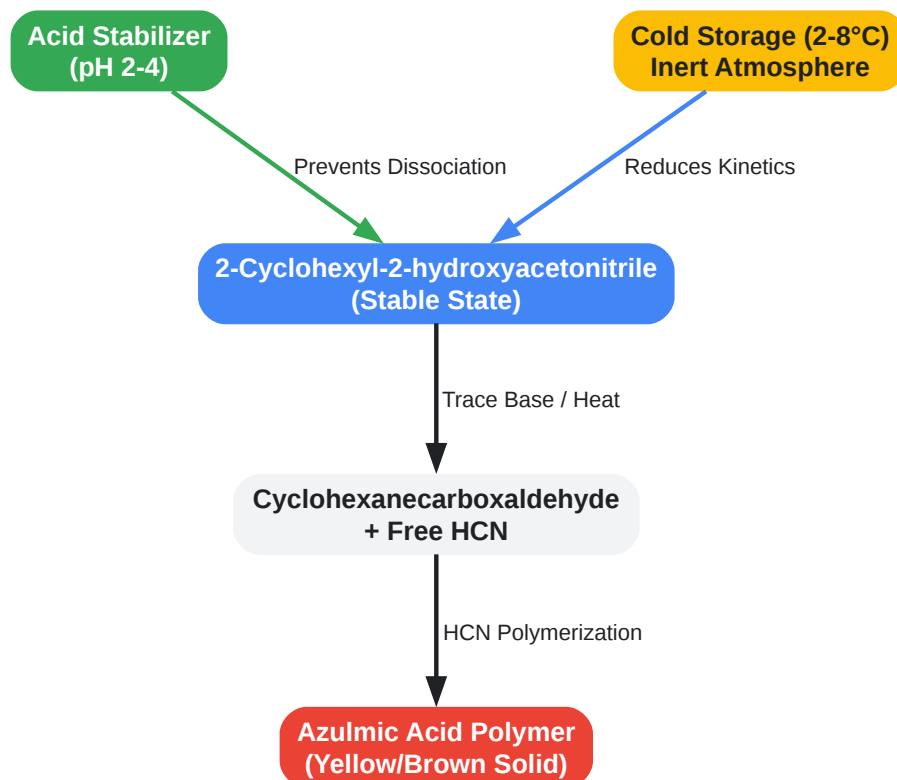 Acid Stabilizer
(pH 2-4)
Cold Storage (2-8°C)
Inert Atmosphere
Prevents Dissociation
Reduces Kinetics
2-Cyclohexyl-2-hydroxyacetonitrile
(Stable State)
Trace Base / Heat
Cyclohexanecarboxaldehyde
+ Free HCN
HCN Polymerization
Azulmic Acid Polymer
(Yellow/Brown Solid)